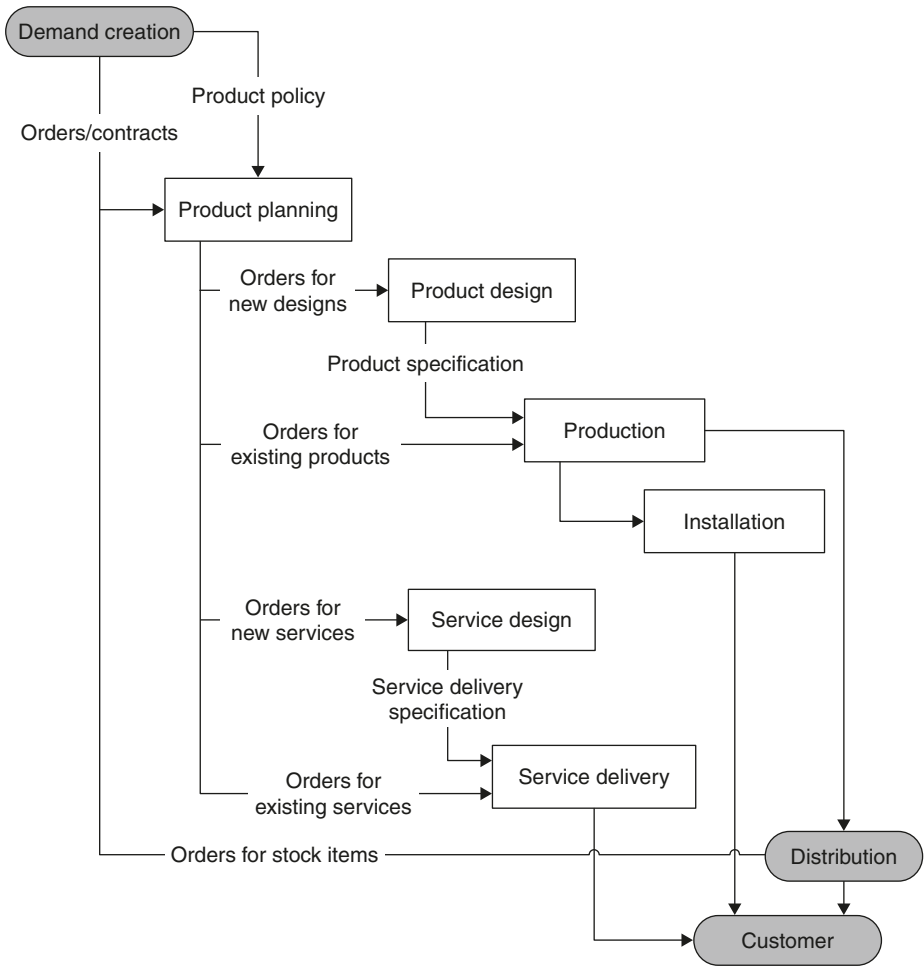 Demand creation
Product policy
Orders/contracts
Product planning
Orders for
new designs
Product design
Product specification
Orders for
existing products
Production
Installation
Orders for
new services
Service design
Service delivery
specification
Orders for
existing services
Service delivery
Orders for stock items
Distribution
Customer